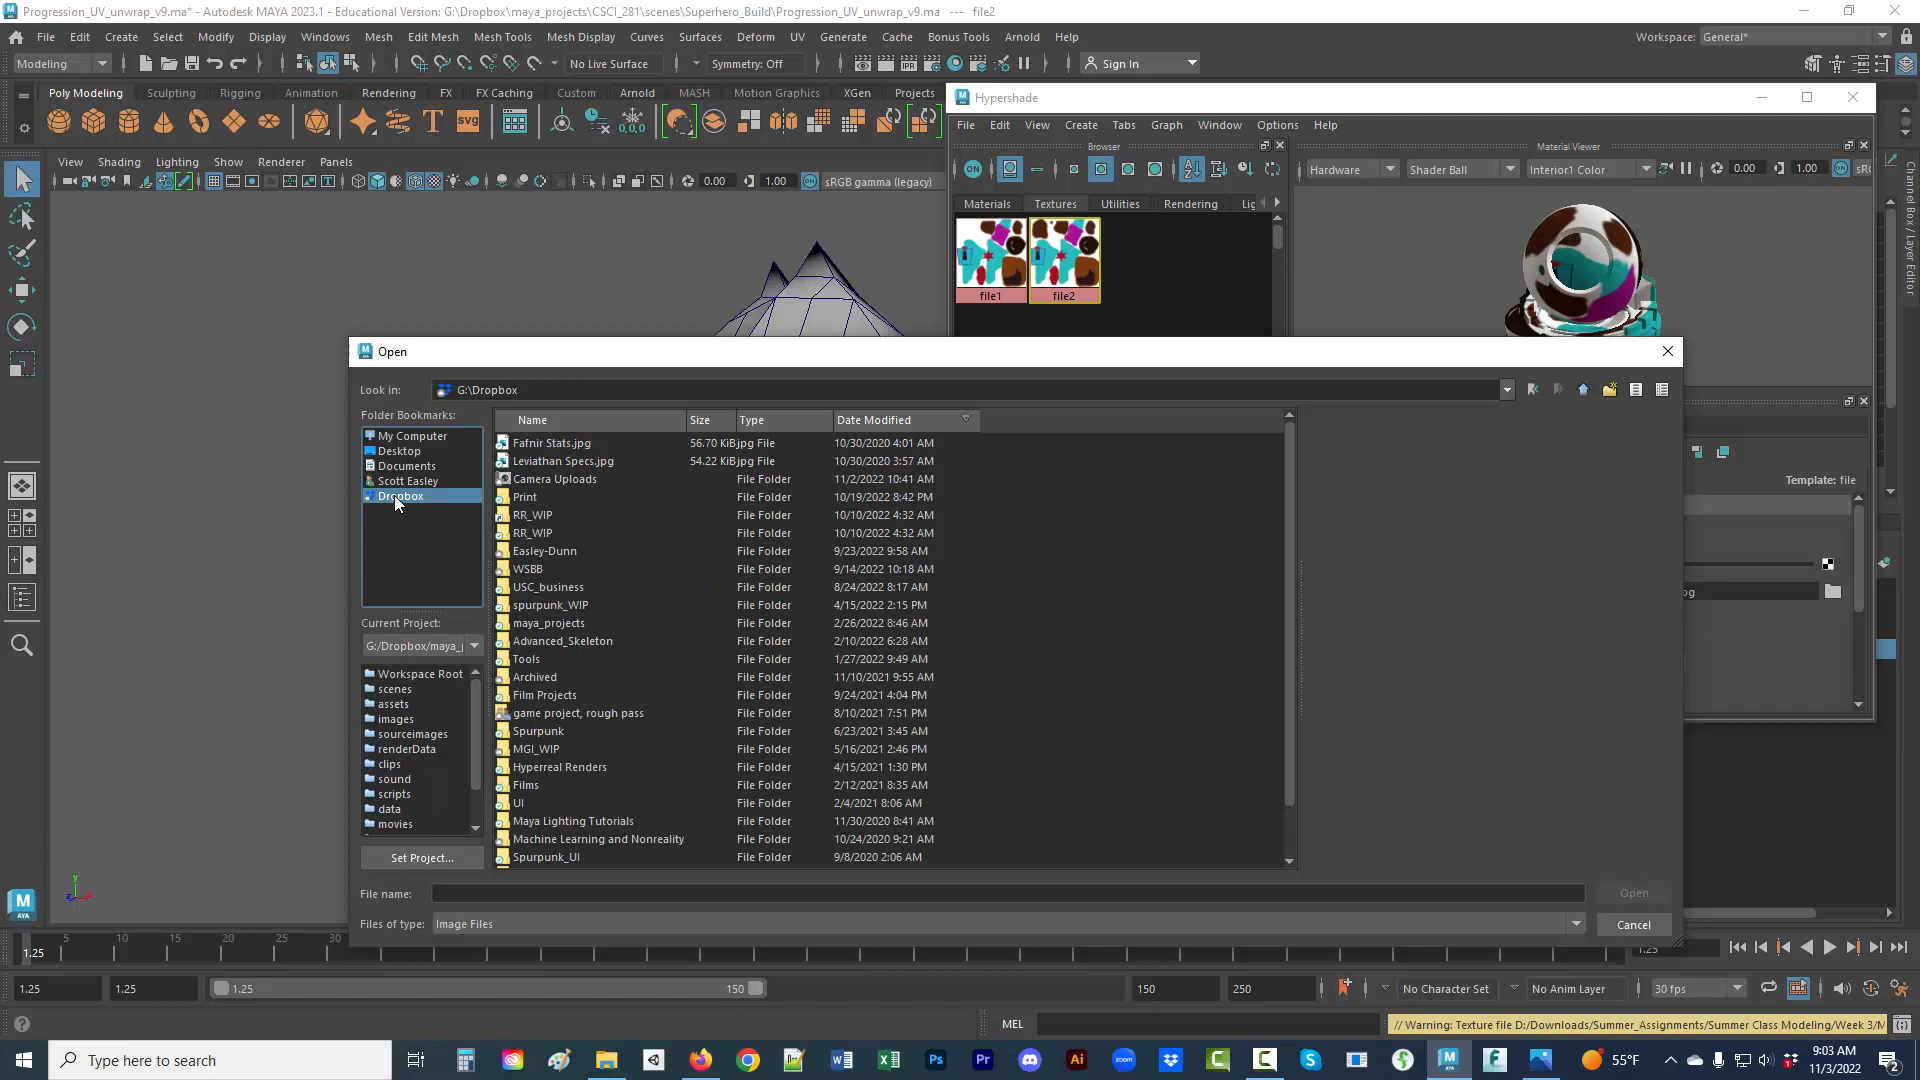 Progression_UV_unwrap_v9.ma* - Autodesk MAYA 2023.1 - Educational Version: G:\Dropbox\maya_projects\CSCI_281\scenes\Superhero_Build\Progression_UV_unwrap_v9.ma --- file2
File Edit Create Select Modify Display Windows Mesh Edit Mesh Mesh Tools Mesh Display Curves Surfaces Deform UV Generate Cache Bonus Tools Arnold Help Workspace: General*
Modeling No Live Surface Symmetry: Off Sign In
Poly Modeling Sculpting Rigging Animation Rendering FX FX Caching Custom Arnold MASH Motion Graphics XGen Projects
Hypershade
File Edit View Create Tabs Graph Window Options Help
View Shading Lighting Show Renderer Panels
0.00 1.00 sRGB gamma (legacy)
Browser
Material Viewer
Hardware Shader Ball Interior1 Color 0.00 1.00
Materials Textures Utilities Rendering
file1 file2
Channel Box / Layer Editor
Open
Look in: G:\Dropbox
Folder Bookmarks:
My Computer
Desktop
Documents
Scott Easley
Dropbox
Name Size Type Date Modified
Fafnir Stats.jpg 56.70 KiB jpg File 10/30/2020 4:01 AM
Leviathan Specs.jpg 54.22 KiB jpg File 10/30/2020 3:57 AM
Camera Uploads File Folder 11/2/2022 10:41 AM
Print File Folder 10/19/2022 8:42 PM
RR_WIP File Folder 10/10/2022 4:32 AM
RR_WIP File Folder 10/10/2022 4:32 AM
Easley-Dunn File Folder 9/23/2022 9:58 AM
WSBB File Folder 9/14/2022 10:18 AM
USC_business File Folder 8/24/2022 8:17 AM
spurpunk_WIP File Folder 4/15/2022 2:15 PM
maya_projects File Folder 2/26/2022 8:46 AM
Advanced_Skeleton File Folder 2/10/2022 6:28 AM
Tools File Folder 1/27/2022 9:49 AM
Archived File Folder 11/10/2021 9:55 AM
Film Projects File Folder 9/24/2021 4:04 PM
game project, rough pass File Folder 8/10/2021 7:51 PM
Spurpunk File Folder 6/23/2021 3:45 AM
MGI_WIP File Folder 5/16/2021 2:46 PM
Hyperreal Renders File Folder 4/15/2021 1:30 PM
Films File Folder 2/12/2021 8:35 AM
UI File Folder 2/4/2021 8:06 AM
Maya Lighting Tutorials File Folder 11/30/2020 8:41 AM
Machine Learning and Nonreality File Folder 10/24/2020 9:21 AM
Spurpunk_UI File Folder 9/8/2020 2:06 AM
Current Project:
G:/Dropbox/maya_
Workspace Root
scenes
assets
images
sourceimages
renderData
clips
sound
scripts
data
movies
Set Project...
File name: Open
Files of type: Image Files Cancel
Template: file
5 10 15 20 25 30
1.25 1.25
1.25 1.25 1.25 150 150 250 No Character Set No Anim Layer 30 fps
MEL // Warning: Texture file D:/Downloads/Summer_Assignments/Summer Class Modeling/Week 3/M
Type here to search
55°F 9:03 AM
11/3/2022